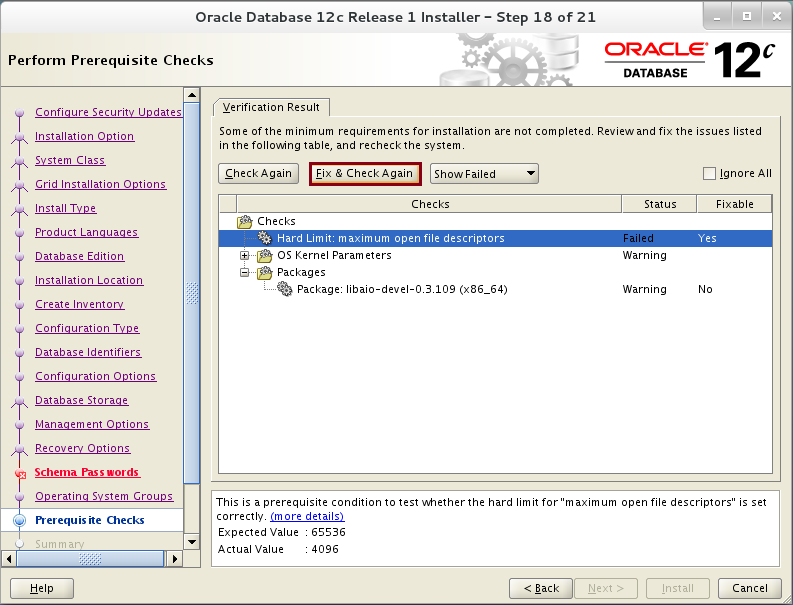 Oracle Database 12c Release 1 Installer – Step 18 of 21
Perform Prerequisite Checks
ORACLE®
DATABASE
12c
Configure Security Updates
Installation Option
System Class
Grid Installation Options
Install Type
Product Languages
Database Edition
Installation Location
Create Inventory
Configuration Type
Database Identifiers
Configuration Options
Database Storage
Management Options
Recovery Options
Schema Passwords
Operating System Groups
Prerequisite Checks
Summary
Verification Result
Some of the minimum requirements for installation are not completed. Review and fix the issues listed
in the following table, and recheck the system.
Check Again
Fix & Check Again
Show Failed
Ignore All
Checks Status Fixable
Checks
Hard Limit: maximum open file descriptors Failed Yes
OS Kernel Parameters Warning
Packages
Package: libaio-devel-0.3.109 (x86_64) Warning No
This is a prerequisite condition to test whether the hard limit for "maximum open file descriptors" is set
correctly. (more details)
Expected Value : 65536
Actual Value : 4096
Help
< Back
Next >
Install
Cancel